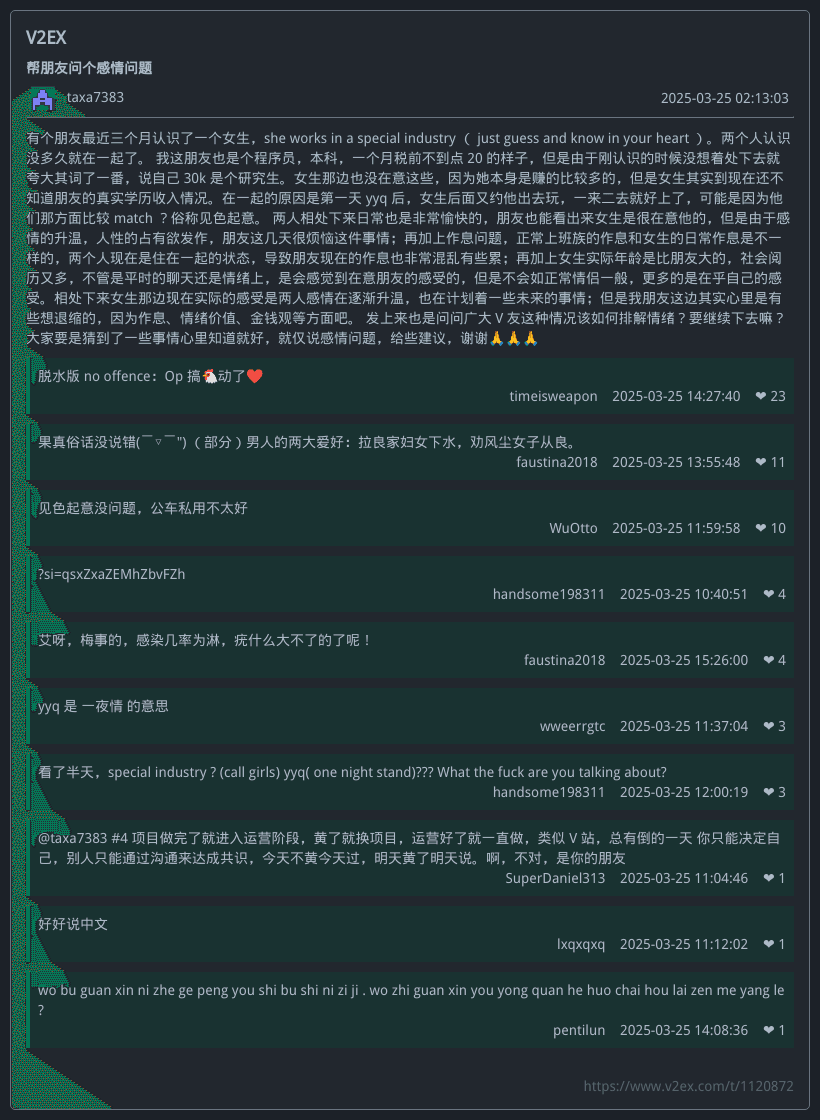 V2EX
帮朋友问个感情问题
taxa7383
2025-03-25 02:13:03
有个朋友最近三个月认识了一个女生，she works in a special industry （ just guess and know in your heart ）。两个人认识
没多久就在一起了。 我这朋友也是个程序员，本科，一个月税前不到点 20 的样子，但是由于刚认识的时候没想着处下去就
夸大其词了一番，说自己 30k 是个研究生。女生那边也没在意这些，因为她本身是赚的比较多的，但是女生其实到现在还不
知道朋友的真实学历收入情况。在一起的原因是第一天 yyq 后，女生后面又约他出去玩，一来二去就好上了，可能是因为他
们那方面比较 match ？俗称见色起意。 两人相处下来日常也是非常愉快的，朋友也能看出来女生是很在意他的，但是由于感
情的升温，人性的占有欲发作，朋友这几天很烦恼这件事情；再加上作息问题，正常上班族的作息和女生的日常作息是不一
样的，两个人现在是住在一起的状态，导致朋友现在的作息也非常混乱有些累；再加上女生实际年龄是比朋友大的，社会阅
历又多，不管是平时的聊天还是情绪上，是会感觉到在意朋友的感受的，但是不会如正常情侣一般，更多的是在乎自己的感
受。相处下来女生那边现在实际的感受是两人感情在逐渐升温，也在计划着一些未来的事情；但是我朋友这边其实心里是有
些想退缩的，因为作息、情绪价值、金钱观等方面吧。 发上来也是问问广大 V 友这种情况该如何排解情绪？要继续下去嘛？
大家要是猜到了一些事情心里知道就好，就仅说感情问题，给些建议，谢谢🙏🙏🙏
脱水版 no offence：Op 搞🐔动了❤️
timeisweapon 2025-03-25 14:27:40 ❤ 23
果真俗话没说错(￣▽￣")（部分）男人的两大爱好：拉良家妇女下水，劝风尘女子从良。
faustina2018 2025-03-25 13:55:48 ❤ 11
见色起意没问题，公车私用不太好
WuOtto 2025-03-25 11:59:58 ❤ 10
?si=qsxZxaZEMhZbvFZh
handsome198311 2025-03-25 10:40:51 ❤ 4
艾呀，梅事的，感染几率为淋，疣什么大不了的了呢！
faustina2018 2025-03-25 15:26:00 ❤ 4
yyq 是 一夜情 的意思
wweerrgtc 2025-03-25 11:37:04 ❤ 3
看了半天，special industry ? (call girls) yyq( one night stand)??? What the fuck are you talking about?
handsome198311 2025-03-25 12:00:19 ❤ 3
@taxa7383 #4 项目做完了就进入运营阶段，黄了就换项目，运营好了就一直做，类似 V 站，总有倒的一天 你只能决定自
己，别人只能通过沟通来达成共识，今天不黄今天过，明天黄了明天说。啊，不对，是你的朋友
SuperDaniel313 2025-03-25 11:04:46 ❤ 1
好好说中文
lxqxqxq 2025-03-25 11:12:02 ❤ 1
wo bu guan xin ni zhe ge peng you shi bu shi ni zi ji . wo zhi guan xin you yong quan he huo chai hou lai zen me yang le
?
pentilun 2025-03-25 14:08:36 ❤ 1
https://www.v2ex.com/t/1120872